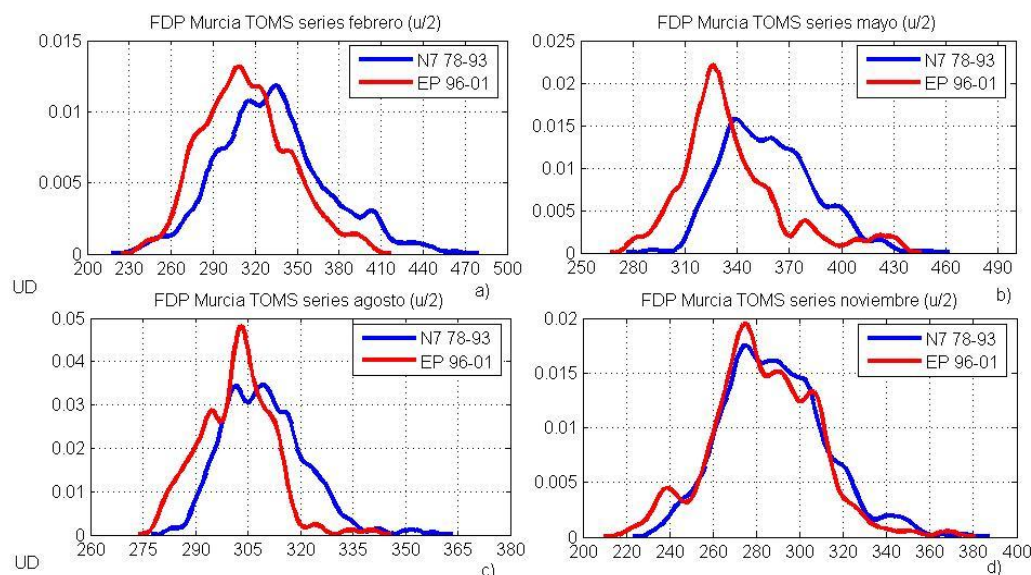 FDP Murcia TOMS series febrero (u/2)
0.015
0.01
0.005
0
N7 78-93
EP 96-01
200 230 260 290 320 350 380 410 440 470 500
UD
a)
FDP Murcia TOMS series mayo (u/2)
0.025
0.02
0.015
0.01
0.005
0
N7 78-93
EP 96-01
250 280 310 340 370 400 430 460 490
b)
FDP Murcia TOMS series agosto (u/2)
0.05
0.04
0.03
0.02
0.01
0
N7 78-93
EP 96-01
260 275 290 305 320 335 350 365 380
UD
c)
FDP Murcia TOMS series noviembre (u/2)
0.02
0.015
0.01
0.005
0
N7 78-93
EP 96-01
200 220 240 260 280 300 320 340 360 380 400
d)